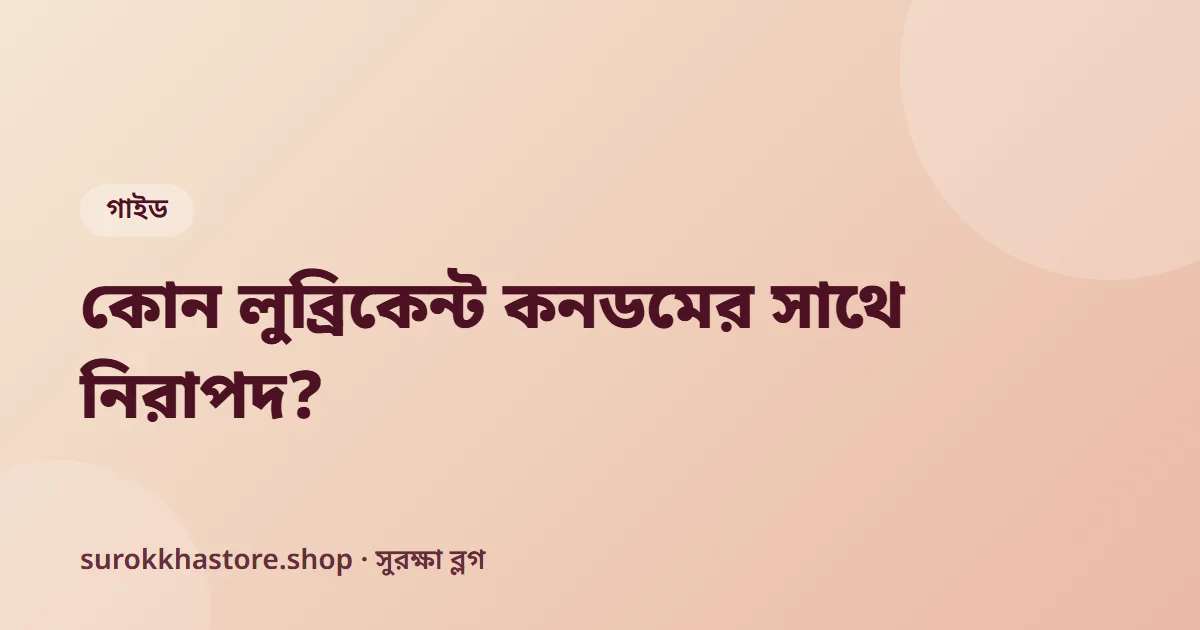 গাইড
কোন লুব্রিকেন্ট কনডমের সাথে
নিরাপদ?
surokkhastore.shop · সুরক্ষা ব্লগ